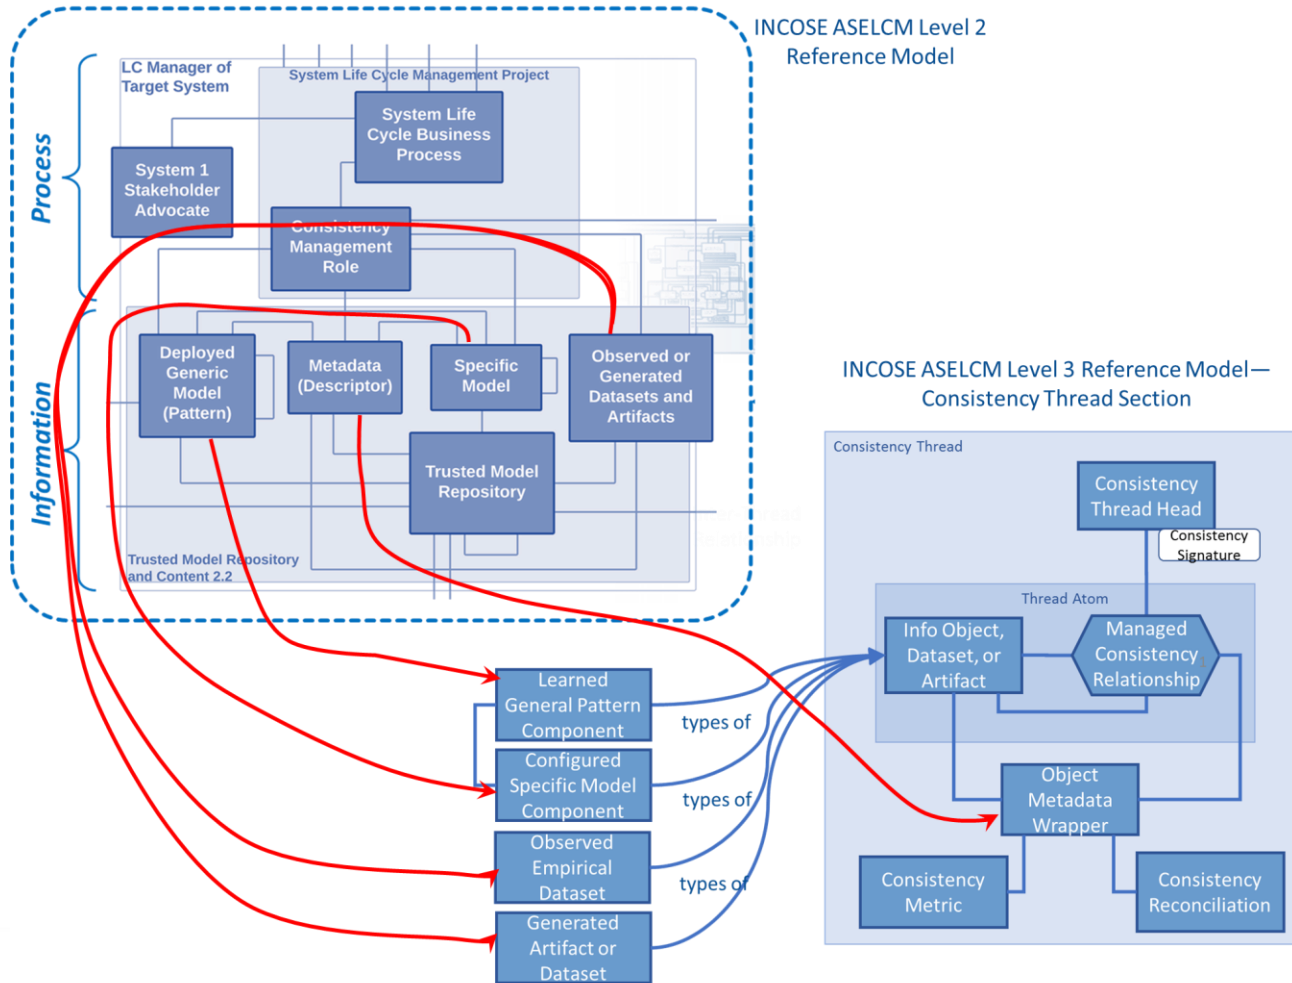 INCOSE ASELCM Level 2
Reference Model
LC Manager of
Target System
System Life Cycle Management Project
System Life
Cycle Business
Process
Process
System 1
Stakeholder
Advocate
Consistency
Management
Role
Information
Deployed
Generic
Model
(Pattern)
Metadata
(Descriptor)
Specific
Model
Observed or
Generated
Datasets and
Artifacts
Trusted Model
Repository
Trusted Model Repository
and Content 2.2
INCOSE ASELCM Level 3 Reference Model—
Consistency Thread Section
Consistency Thread
Consistency
Thread Head
Consistency
Signature
Thread Atom
Info Object,
Dataset, or
Artifact
Managed
Consistency
Relationship
Object
Metadata
Wrapper
Consistency
Metric
Consistency
Reconciliation
Learned
General Pattern
Component
types of
Configured
Specific Model
Component
types of
Observed
Empirical
Dataset
types of
Generated
Artifact or
Dataset